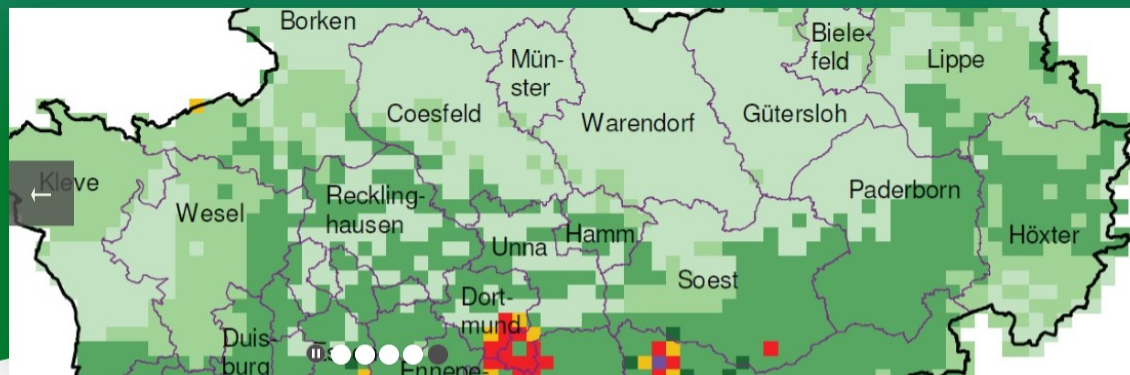 Borken
Biele-
feld
Lippe
Mün-
ster
Coesfeld
Warendorf
Gütersloh
Kleve
Wesel
Reckling-
hausen
Paderborn
Unna
Hamm
Höxter
Soest
Dort-
mund
Duis-
burg
Ennepe-